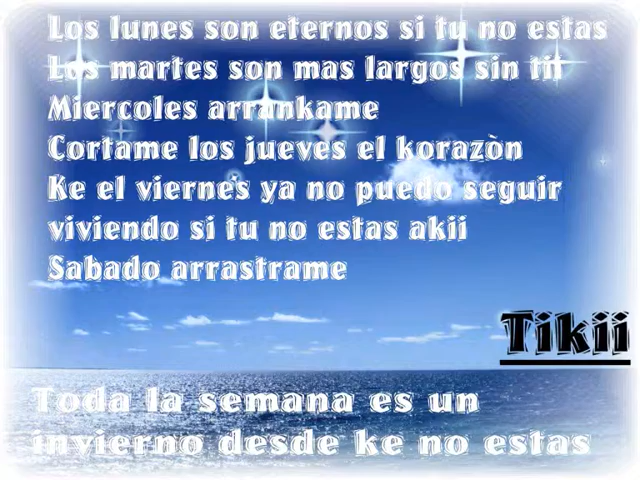 Los lunes son eternos si tu no estas
Los martes son mas largos sin tii
Miercoles arrankame
Cortame los jueves el korazòn
Ke el viernes ya no puedo seguir
viviendo si tu no estas akii
Sabado arrastrame
Tikii
Toda la semana es un
invierno desde ke no estas